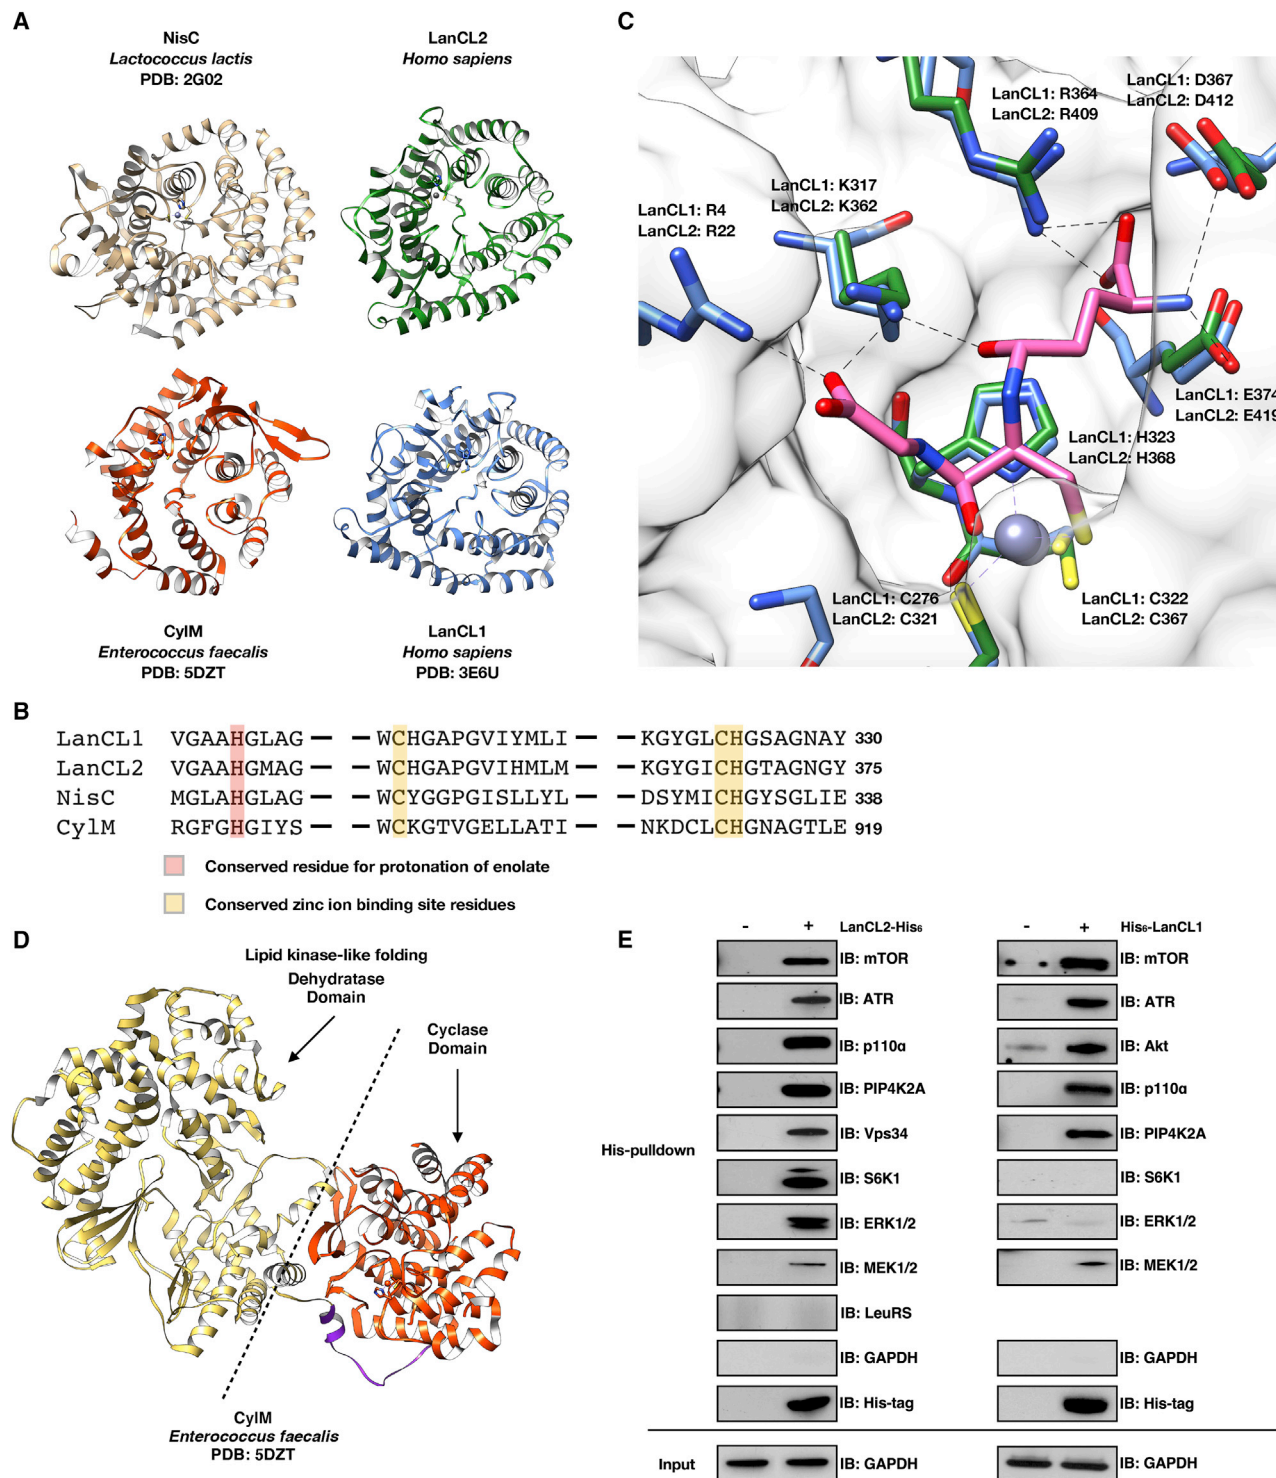 A
NisC
Lactococcus lactis
PDB: 2G02
LanCL2
Homo sapiens
CylM
Enterococcus faecalis
PDB: 5DZT
LanCL1
Homo sapiens
PDB: 3E6U
C
LanCL1: R364
LanCL2: R409
LanCL1: D367
LanCL2: D412
LanCL1: K317
LanCL2: K362
LanCL1: R4
LanCL2: R22
LanCL1: E374
LanCL2: E419
LanCL1: H323
LanCL2: H368
LanCL1: C276
LanCL2: C321
LanCL1: C322
LanCL2: C367
B
LanCL1 VGAAHGLAG — — WCHGAPGVIYMLI — — KGYGLCHGSAGNAY 330
LanCL2 VGAAHGMAG — — WCHGAPGVIHMLM — — KGYGICHGTAGNGY 375
NisC MGLAHGLAG — — WCYGGPGISLLYL — — DSYMICHGYSGLIE 338
CylM RGFGHGIYS — — WCKGTVGELLATI — — NKDCLCHGNAGTLE 919
Conserved residue for protonation of enolate
Conserved zinc ion binding site residues
D
Lipid kinase-like folding
Dehydratase
Domain
Cyclase
Domain
CylM
Enterococcus faecalis
PDB: 5DZT
E
- + LanCL2-His₆
IB: mTOR
IB: ATR
IB: p110α
IB: PIP4K2A
IB: Vps34
IB: S6K1
IB: ERK1/2
IB: MEK1/2
IB: LeuRS
IB: GAPDH
IB: His-tag
His-pulldown
Input
IB: GAPDH
- + His₆-LanCL1
IB: mTOR
IB: ATR
IB: Akt
IB: p110α
IB: PIP4K2A
IB: S6K1
IB: ERK1/2
IB: MEK1/2
IB: GAPDH
IB: His-tag
IB: GAPDH